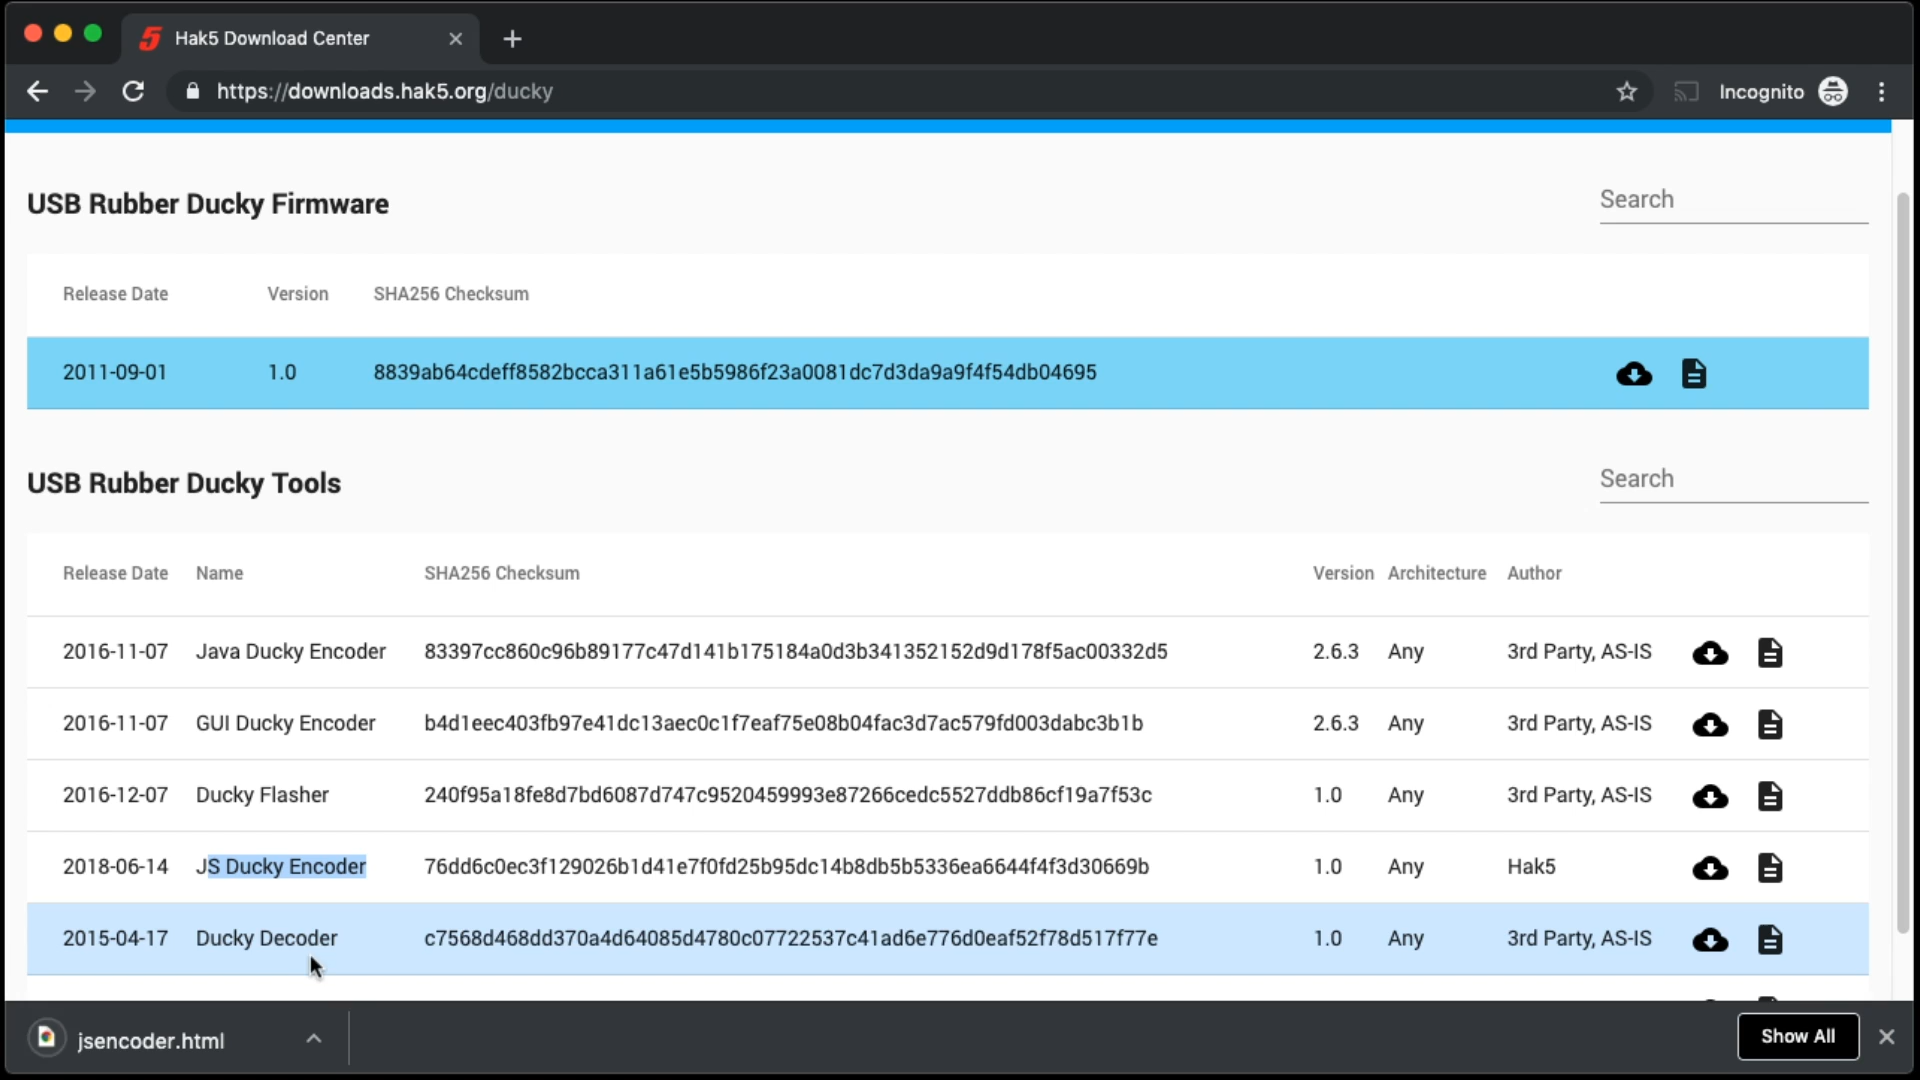 Hak5 Download Center
https://downloads.hak5.org/ducky
Incognito
USB Rubber Ducky Firmware
Search
Release Date Version SHA256 Checksum
2011-09-01 1.0 8839ab64cdeff8582bcca311a61e5b5986f23a0081dc7d3da9a9f4f54db04695
USB Rubber Ducky Tools
Search
Release Date Name SHA256 Checksum Version Architecture Author
2016-11-07 Java Ducky Encoder 83397cc860c96b89177c47d141b175184a0d3b341352152d9d178f5ac00332d5 2.6.3 Any 3rd Party, AS-IS
2016-11-07 GUI Ducky Encoder b4d1eec403fb97e41dc13aec0c1f7eaf75e08b04fac3d7ac579fd003dabc3b1b 2.6.3 Any 3rd Party, AS-IS
2016-12-07 Ducky Flasher 240f95a18fe8d7bd6087d747c9520459993e87266cedc5527ddb86cf19a7f53c 1.0 Any 3rd Party, AS-IS
2018-06-14 JS Ducky Encoder 76dd6c0ec3f129026b1d41e7f0fd25b95dc14b8db5b5336ea6644f4f3d30669b 1.0 Any Hak5
2015-04-17 Ducky Decoder c7568d468dd370a4d64085d4780c07722537c41ad6e776d0eaf52f78d517f77e 1.0 Any 3rd Party, AS-IS
jsencoder.html
Show All